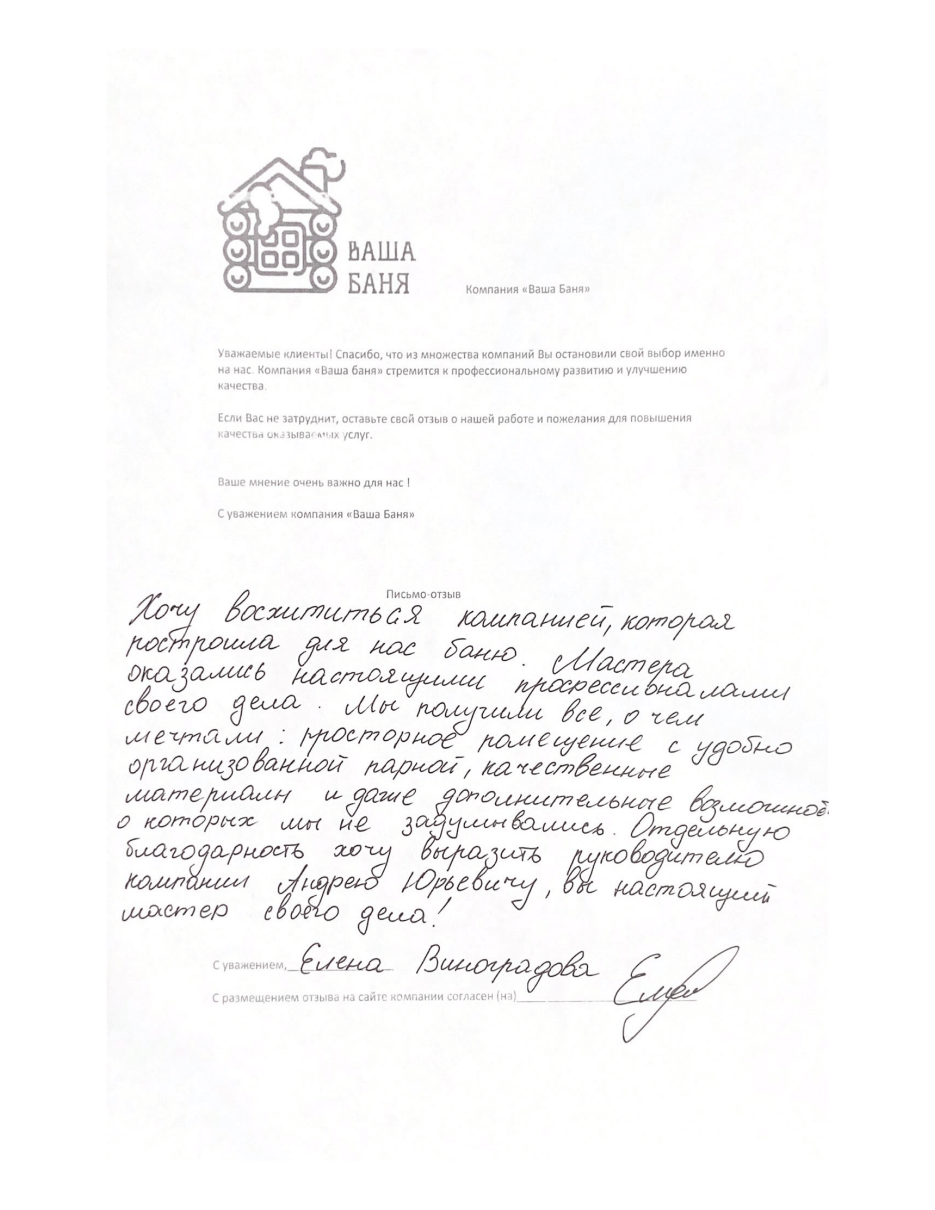 ВАША
БАНЯ
Компания «Ваша Баня»
Уважаемые клиенты! Спасибо, что из множества компаний Вы остановили свой выбор именно
на нас. Компания «Ваша баня» стремится к профессиональному развитию и улучшению
качества.
Если Вас не затруднит, оставьте свой отзыв о нашей работе и пожелания для повышения
качества оказываемых услуг.
Ваше мнение очень важно для нас !
С уважением компания «Ваша Баня»
Письмо-отзыв
Хочу восхититься компанией, которая
построила для нас баню. Мастера
оказались настоящими профессионалами
своего дела. Мы получили все, о чем
мечтали: просторное помещение с удобно
организованной парной, качественные
материалы и даже дополнительные возможнос
о которых мы не задумывались. Отдельную
благодарность хочу выразить руководителю
компании Андрею Юрьевичу, вы настоящий
мастер своего дела!
С уважением, Елена Виноградова
С размещением отзыва на сайте компании согласен (на)